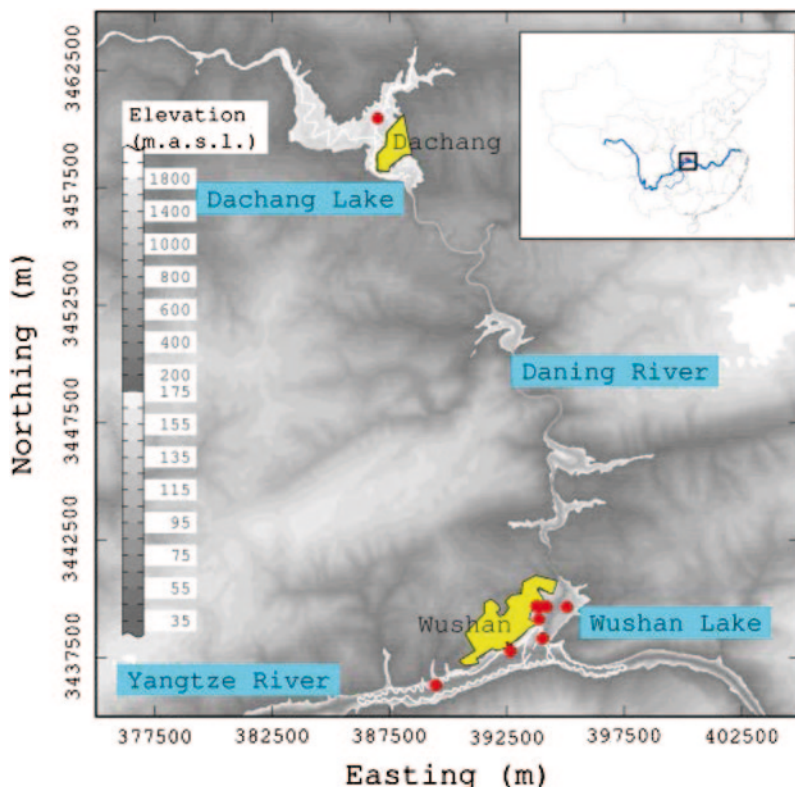 3462500
3457500
3452500
3447500
3442500
3437500
Northing (m)
Elevation
(m.a.s.l.)
1800
1400
1000
800
600
400
200
175
155
135
115
95
75
55
35
Dachang
Dachang Lake
Daning River
Wushan
Wushan Lake
Yangtze River
377500 382500 387500 392500 397500 402500
Easting (m)